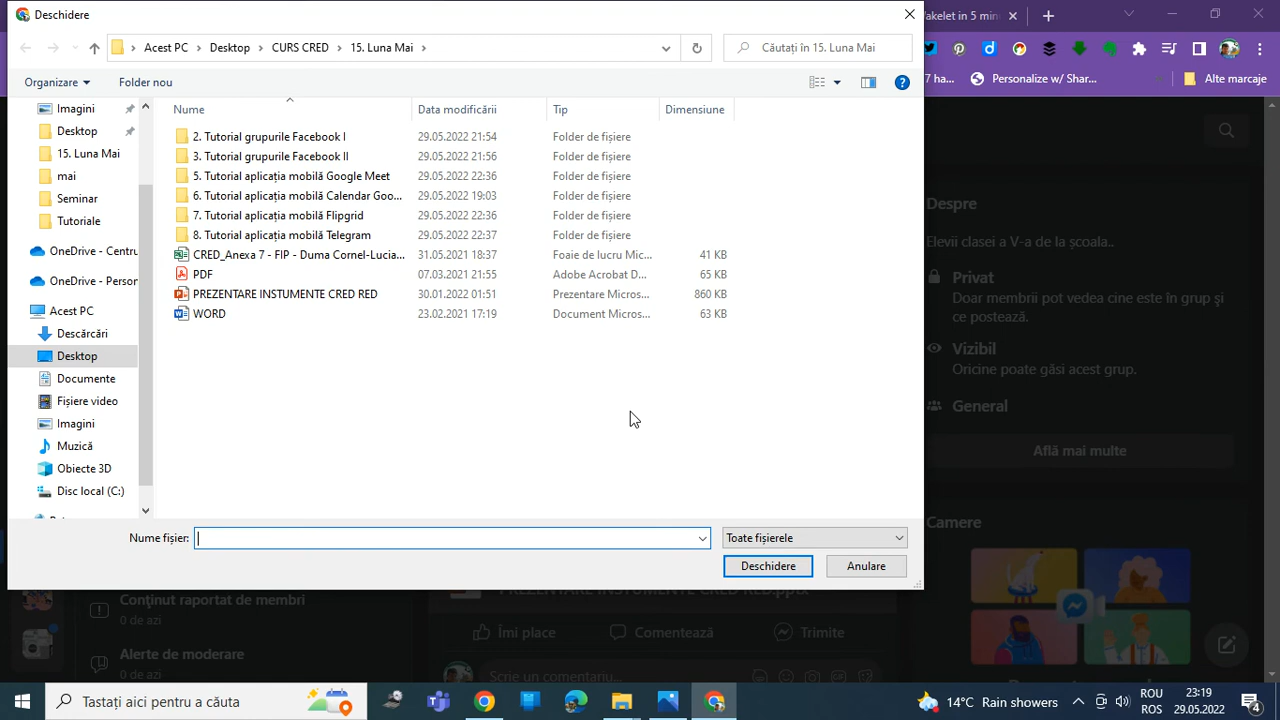 Deschidere
Acest PC > Desktop > CURS CRED > 15. Luna Mai >
Căutați în 15. Luna Mai
akelet in 5 min
Organizare
Folder nou
7 ha...
Personalize w/ Shar...
Alte marcaje
Nume
Data modificării
Tip
Dimensiune
Imagini
Desktop
15. Luna Mai
mai
Seminar
Tutoriale
OneDrive - Centru
OneDrive - Person
Acest PC
Descărcări
Desktop
Documente
Fișiere video
Imagini
Muzică
Obiecte 3D
Disc local (C:)
2. Tutorial grupurile Facebook I 29.05.2022 21:54 Folder de fișiere
3. Tutorial grupurile Facebook II 29.05.2022 21:56 Folder de fișiere
5. Tutorial aplicația mobilă Google Meet 29.05.2022 22:36 Folder de fișiere
6. Tutorial aplicația mobilă Calendar Goo... 29.05.2022 19:03 Folder de fișiere
7. Tutorial aplicația mobilă Flipgrid 29.05.2022 22:36 Folder de fișiere
8. Tutorial aplicația mobilă Telegram 29.05.2022 22:37 Folder de fișiere
CRED_Anexa 7 - FIP - Duma Cornel-Lucia... 31.05.2021 18:37 Foaie de lucru Mic... 41 KB
PDF 07.03.2021 21:55 Adobe Acrobat D... 65 KB
PREZENTARE INSTUMENTE CRED RED 30.01.2022 01:51 Prezentare Micros... 860 KB
WORD 23.02.2021 17:19 Document Micros... 63 KB
Nume fișier:
Toate fișierele
Deschidere
Anulare
Despre
Elevii clasei a V-a de la școala..
Privat
Doar membrii pot vedea cine este în grup și
ce postează.
Vizibil
Oricine poate găsi acest grup.
General
Află mai multe
Camere
Conținut raportat de membri
0 de azi
Alerte de moderare
0 de azi
PREZENTARE INSTUMENTE CRED RED.pptx
Îmi place
Comentează
Trimite
Scrie un comentariu...
Tastați aici pentru a căuta
14°C Rain showers
ROU
ROS
23:19
29.05.2022
4